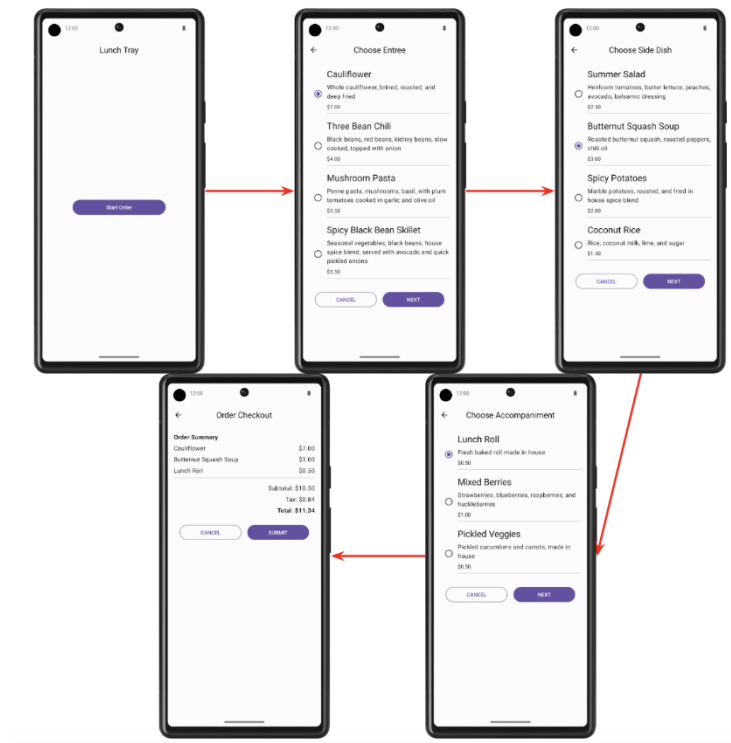 12:00
Lunch Tray
Start Order
12:00
Choose Entree
Cauliflower
Whole cauliflower, brined, roasted, and
deep fried
$7.00
Three Bean Chili
Black beans, red beans, kidney beans, slow
cooked, topped with onion
$4.00
Mushroom Pasta
Penne pasta, mushrooms, basil, with plum
tomatoes cooked in garlic and olive oil
$5.50
Spicy Black Bean Skillet
Seasonal vegetables, black beans, house
spice blend, served with avocado and quick
pickled onions
$5.50
CANCEL
NEXT
12:00
Choose Side Dish
Summer Salad
Heirloom tomatoes, butter lettuce, peaches,
avocado, balsamic dressing
$2.50
Butternut Squash Soup
Roasted butternut squash, roasted peppers,
chili oil
$3.00
Spicy Potatoes
Marble potatoes, roasted, and fried in
house spice blend
$2.00
Coconut Rice
Rice, coconut milk, lime, and sugar
$1.50
CANCEL
NEXT
12:00
Order Checkout
Order Summary
Cauliflower $7.00
Butternut Squash Soup $3.00
Lunch Roll $0.50
Subtotal: $10.50
Tax: $0.84
Total: $11.34
CANCEL
SUBMIT
12:00
Choose Accompaniment
Lunch Roll
Fresh baked roll made in house
$0.50
Mixed Berries
Strawberries, blueberries, raspberries, and
huckleberries
$1.00
Pickled Veggies
Pickled cucumbers and carrots, made in
house
$0.50
CANCEL
NEXT